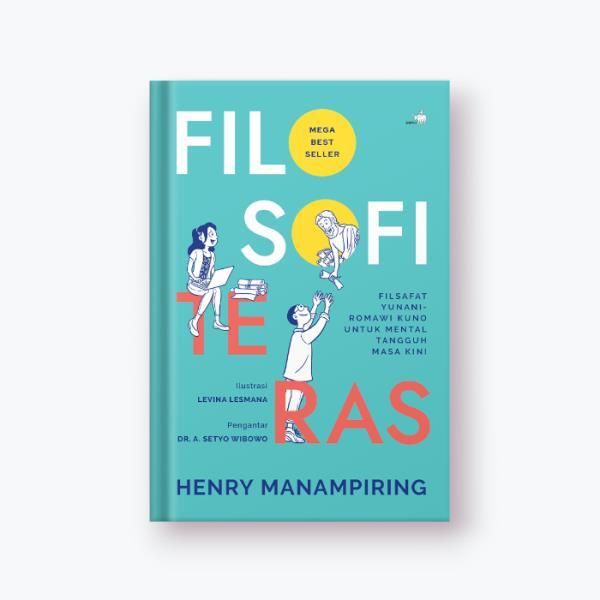 FILO
MEGA
BEST
SELLER
SOFI
TE
RAS
FILSAFAT
YUNANI-
ROMAWI KUNO
UNTUK MENTAL
TANGGUH
MASA KINI
Ilustrasi
LEVINA LESMANA
Pengantar
DR. A. SETYO WIBOWO
HENRY MANAMPIRING